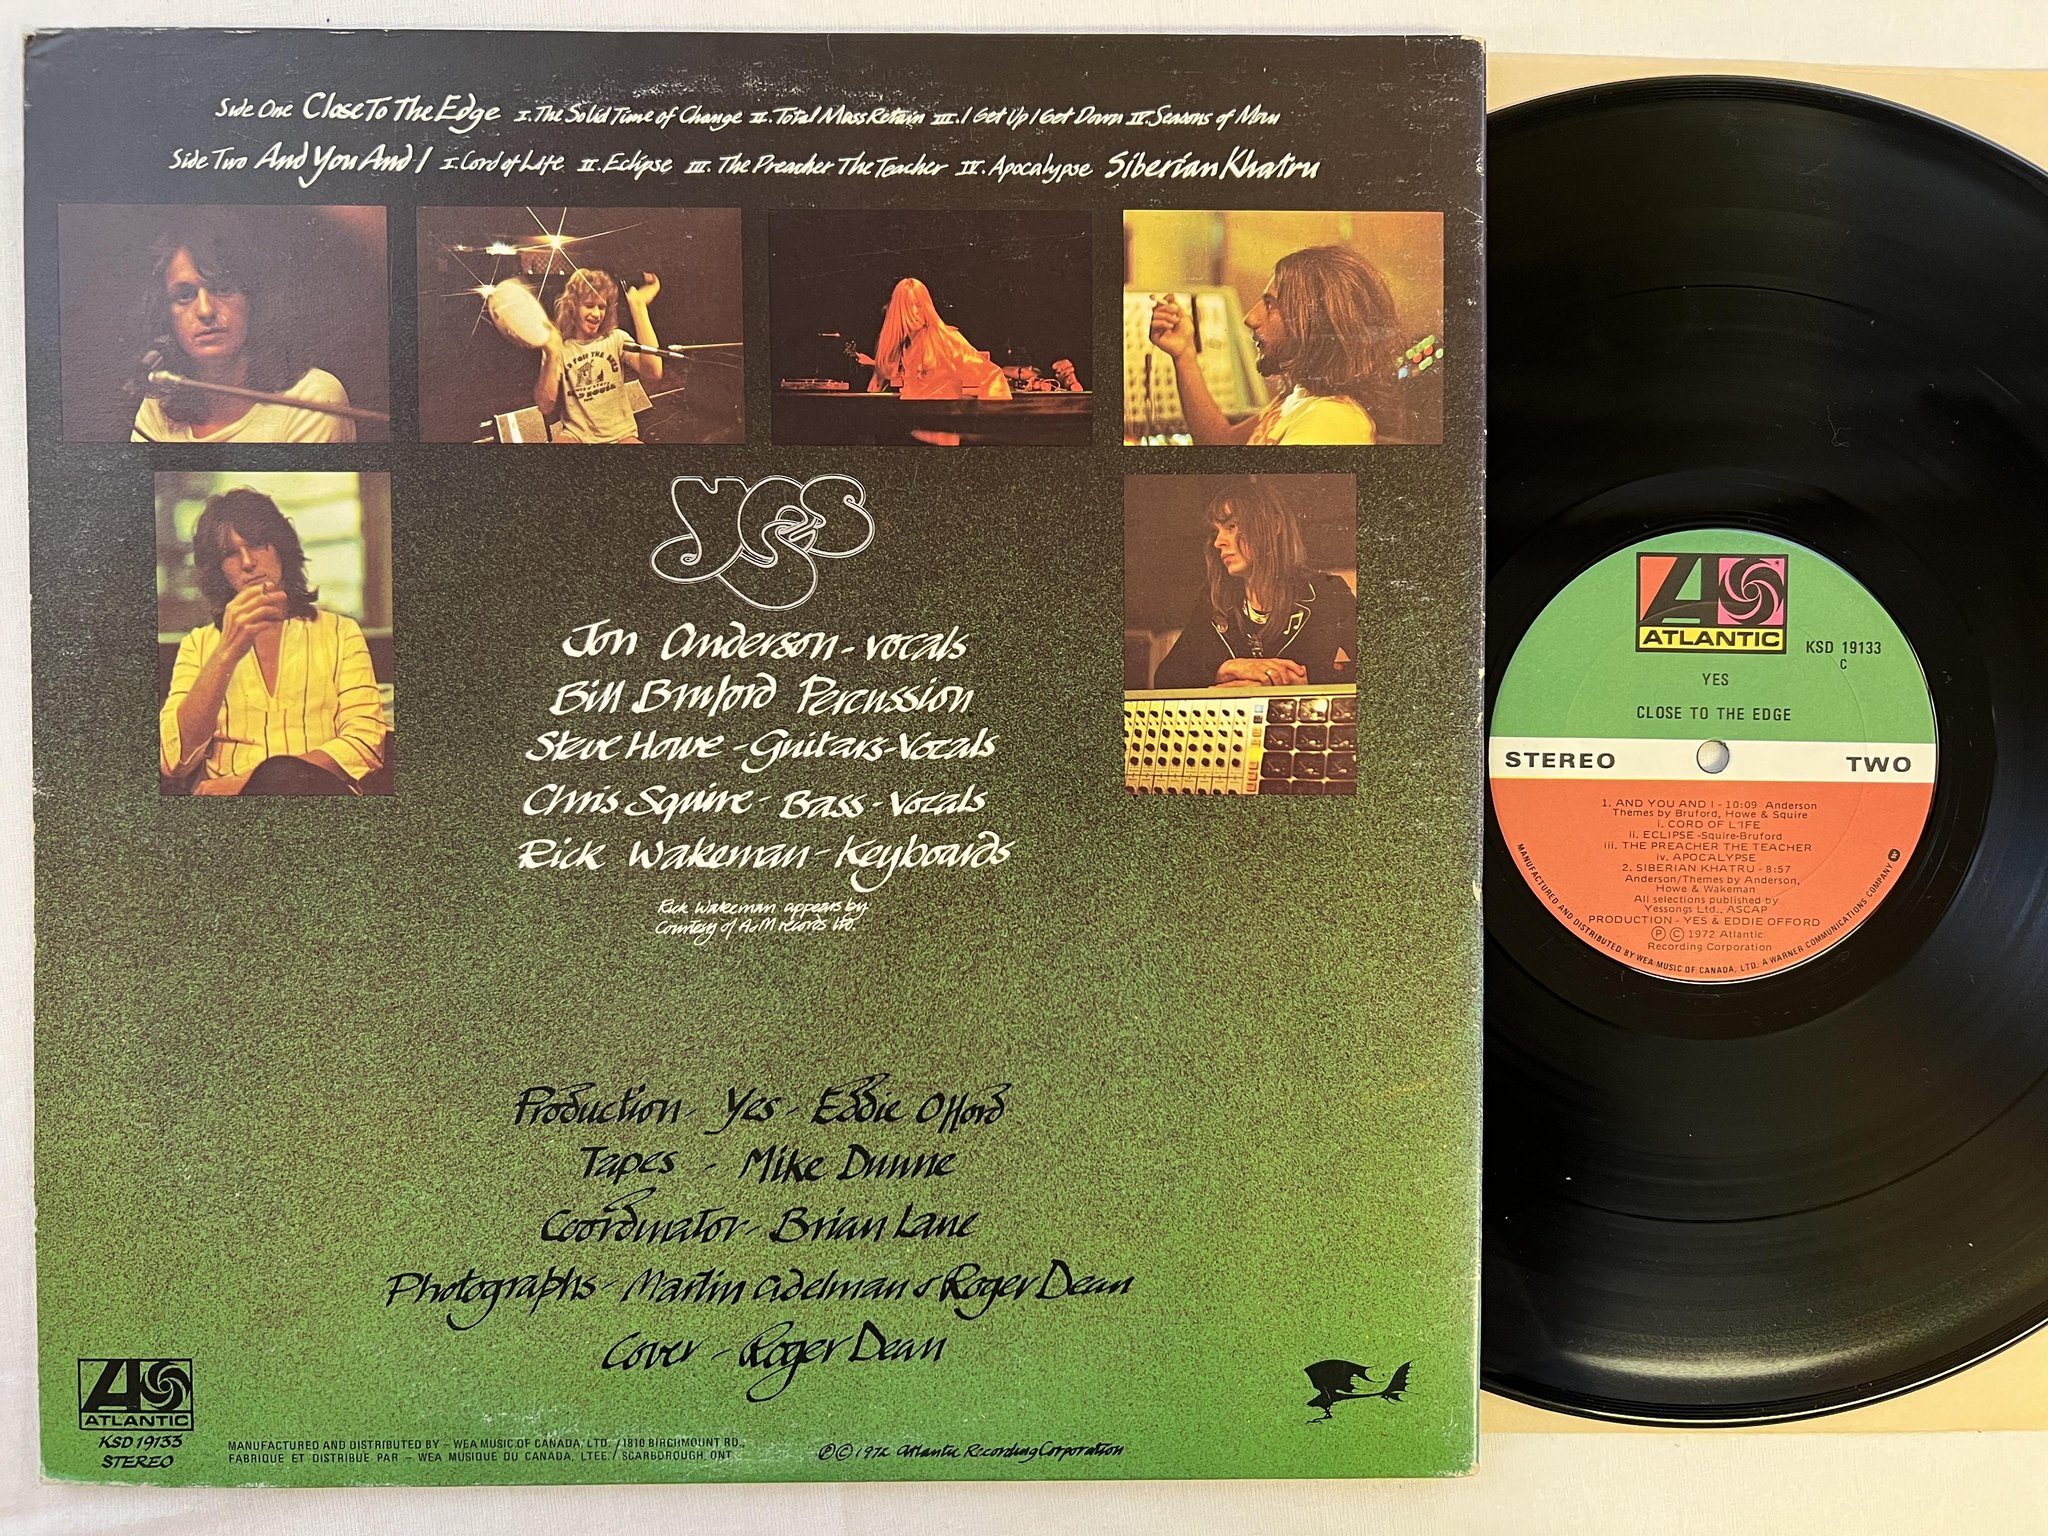 Side One Close To The Edge I. The Solid Time of Change II. Total Mass Retain III. I Get Up I Get Down IV. Seasons of Man
Side Two And You And I I. Cord of Life II. Eclipse III. The Preacher The Teacher IV. Apocalypse Siberian Khatru
YES
Jon Anderson - vocals
Bill Bruford Percussion
Steve Howe - Guitars - Vocals
Chris Squire - Bass - Vocals
Rick Wakeman - Keyboards
Rick Wakeman appears by
Courtesy of A&M records Ltd.
Production - Yes - Eddie Offord
Tapes - Mike Dunne
Coordinator - Brian Lane
Photographs - Martin Adelman & Roger Dean
Cover - Roger Dean
ATLANTIC
KSD 19133
STEREO
MANUFACTURED AND DISTRIBUTED BY – WEA MUSIC OF CANADA, LTD. / 1810 BIRCHMOUNT RD.,
FABRIQUE ET DISTRIBUE PAR – WEA MUSIQUE DU CANADA, LTEE. / SCARBOROUGH, ONT.
℗©1972 Atlantic Recording Corporation
ATLANTIC
KSD 19133
C
YES
CLOSE TO THE EDGE
STEREO TWO
1. AND YOU AND I - 10:09 Anderson
Themes by Bruford, Howe & Squire
i. CORD OF L'IFE
ii. ECLIPSE -Squire-Bruford
iii. THE PREACHER THE TEACHER
iv. APOCALYPSE
2. SIBERIAN KHATRU - 8:57
Anderson/Themes by Anderson,
Howe & Wakeman
All selections published by
Yessongs Ltd., ASCAP
PRODUCTION - YES & EDDIE OFFORD
℗ © 1972 Atlantic
Recording Corporation
MANUFACTURED AND DISTRIBUTED BY WEA MUSIC OF CANADA, LTD. A WARNER COMMUNICATIONS COMPANY